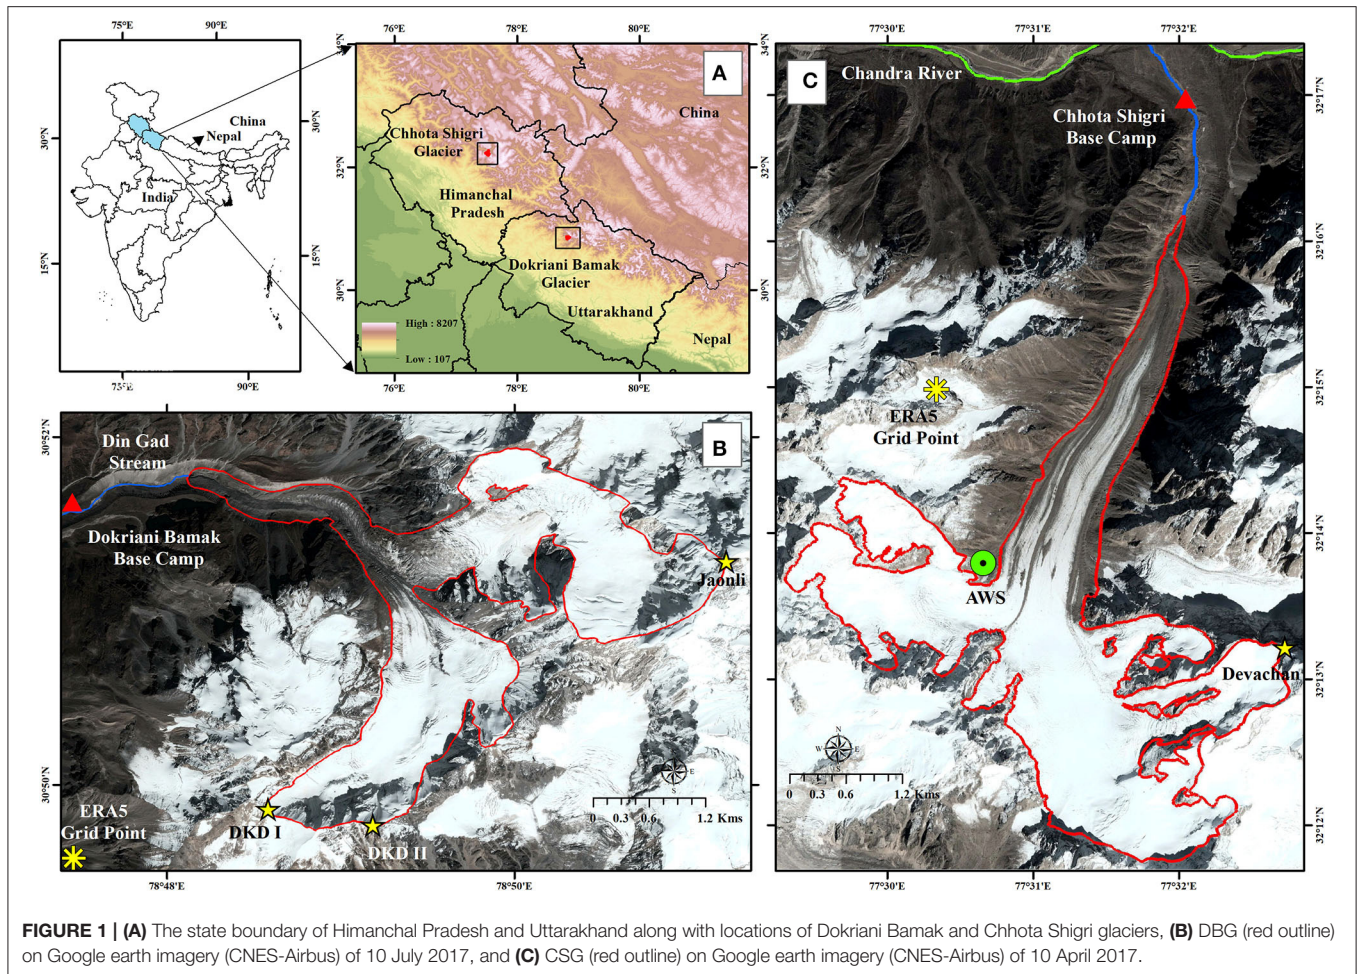 75°E
90°E
30°N
30°N
China
Nepal
India
15°N
15°N
75°E
90°E
76°E
78°E
80°E
34°N
34°N
A
China
Chhota Shigri
Glacier
32°N
32°N
Himanchal
Pradesh
Dokriani Bamak
Glacier
30°N
30°N
Uttarakhand
High : 8207
Low : 107
Nepal
76°E
78°E
80°E
30°52'N
Din Gad
Stream
B
Dokriani Bamak
Base Camp
Jaonli
30°50'N
ERA5
Grid Point
DKD I
DKD II
E
S
0 0.3 0.6 1.2 Kms
78°48'E
78°50'E
77°30'E
77°31'E
77°32'E
Chandra River
C
32°17'N
Chhota Shigri
Base Camp
32°16'N
ERA5
Grid Point
32°15'N
32°14'N
AWS
Devachan
32°13'N
N
W E
S
0 0.3 0.6 1.2 Kms
32°12'N
77°30'E
77°31'E
77°32'E
FIGURE 1 | (A) The state boundary of Himanchal Pradesh and Uttarakhand along with locations of Dokriani Bamak and Chhota Shigri glaciers, (B) DBG (red outline)
on Google earth imagery (CNES-Airbus) of 10 July 2017, and (C) CSG (red outline) on Google earth imagery (CNES-Airbus) of 10 April 2017.